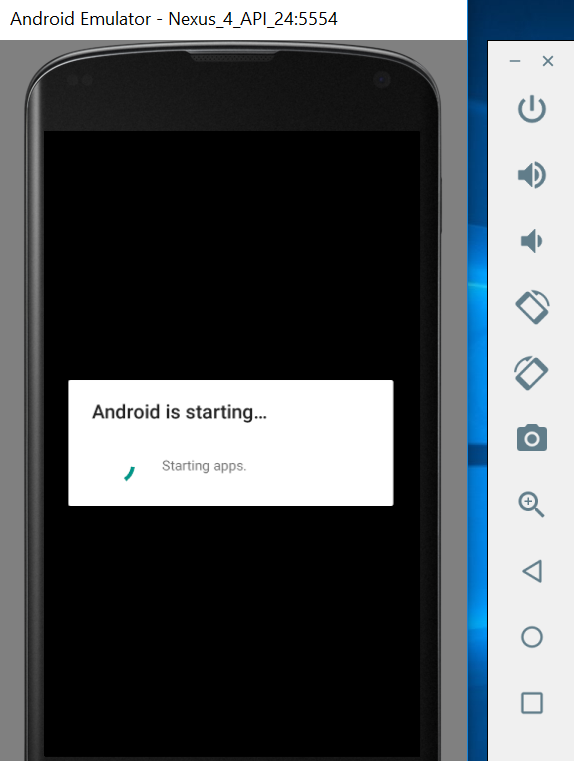 Android Emulator - Nexus_4_API_24:5554
Android is starting…
Starting apps.